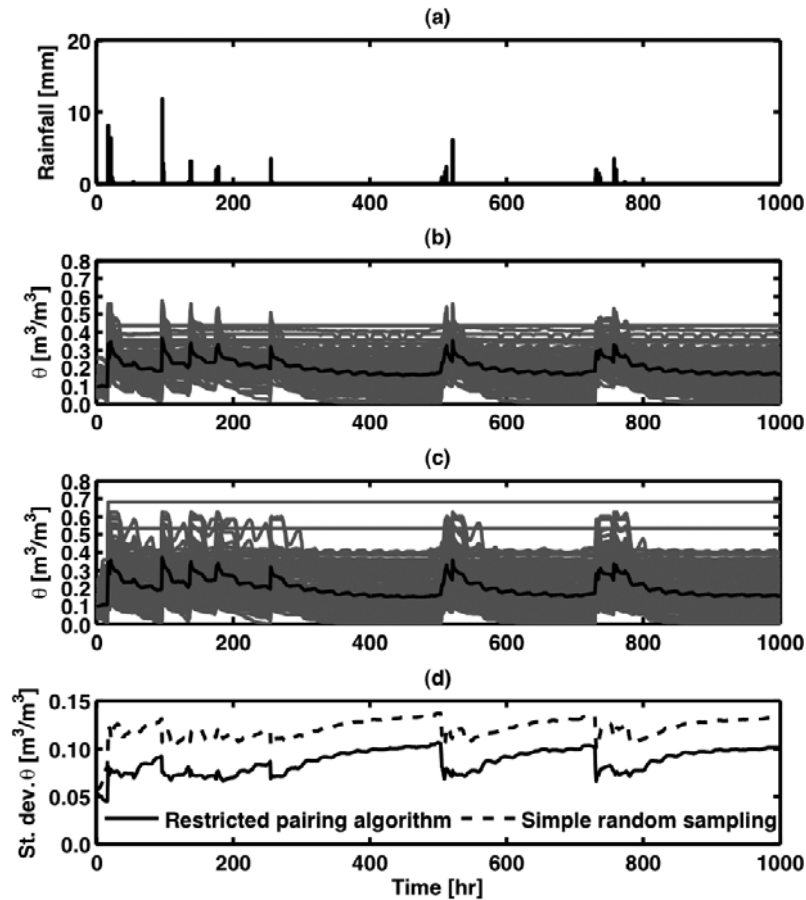 (a)
Rainfall [mm]
20
10
0
0 200 400 600 800 1000
(b)
θ [m³/m³]
0.8
0.7
0.6
0.5
0.4
0.3
0.2
0.1
0.0
0 200 400 600 800 1000
(c)
θ [m³/m³]
0.8
0.7
0.6
0.5
0.4
0.3
0.2
0.1
0.0
0 200 400 600 800 1000
(d)
St. dev. θ [m³/m³]
0.15
0.10
0.05
0.0
Restricted pairing algorithm Simple random sampling
0 200 400 600 800 1000
Time [hr]